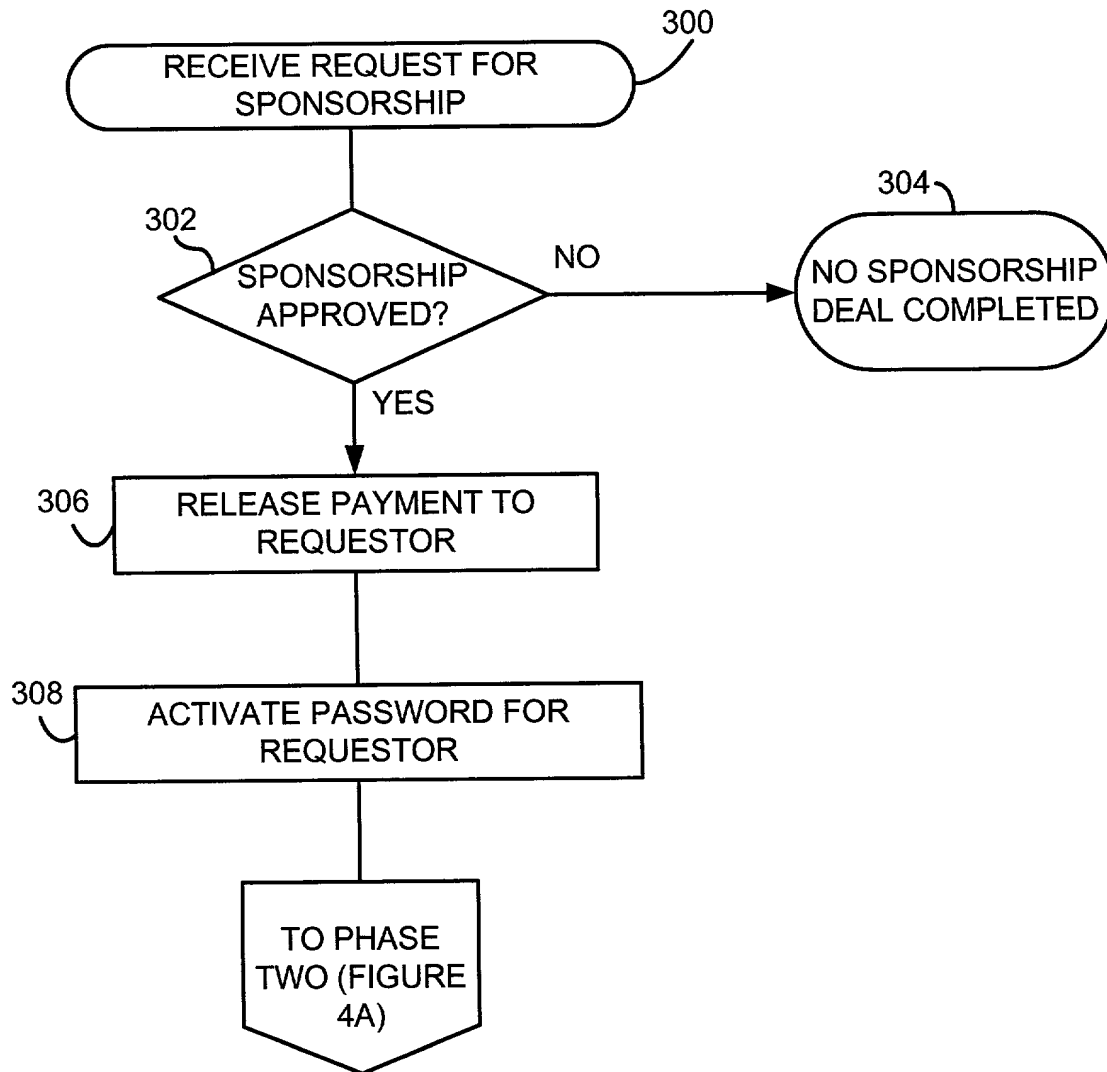 300
RECEIVE REQUEST FOR
SPONSORSHIP
302
SPONSORSHIP
APPROVED?
NO
304
NO SPONSORSHIP
DEAL COMPLETED
YES
306
RELEASE PAYMENT TO
REQUESTOR
308
ACTIVATE PASSWORD FOR
REQUESTOR
TO PHASE
TWO (FIGURE
4A)